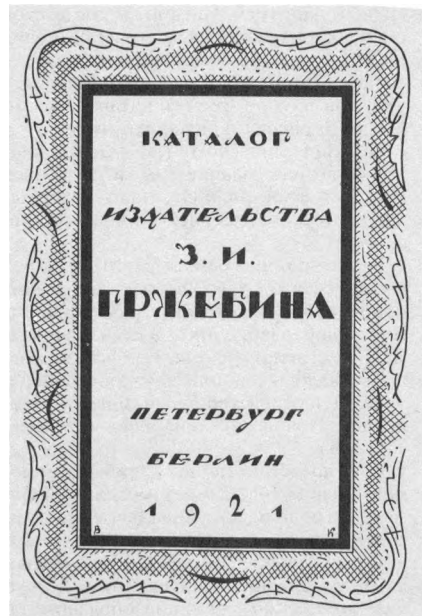 КАТАЛОГ
ИЗДАТЕЛЬСТВА
З. И.
ГРЖЕБИНА
ПЕТЕРБУРГ
БЕРЛИН
1921
В К